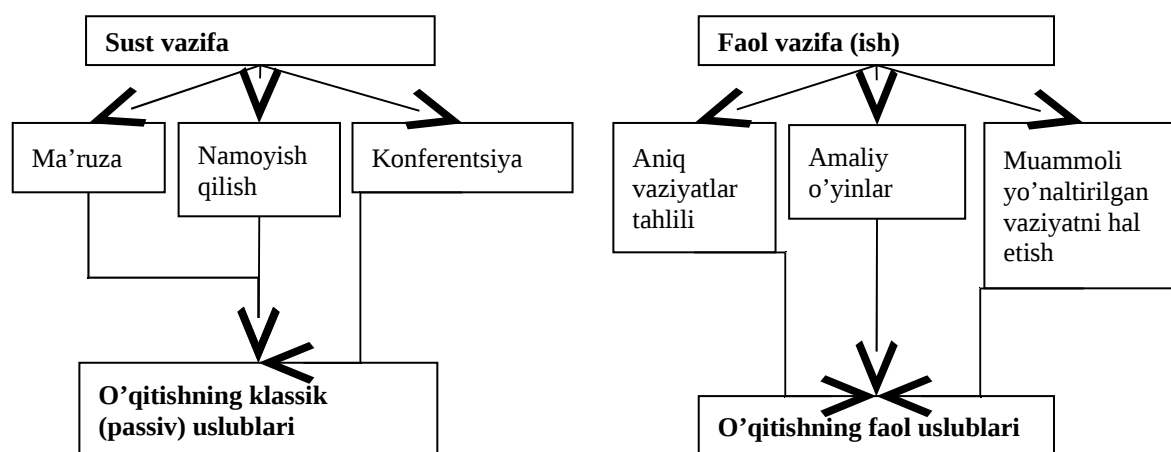 Sust vazifa
Ma’ruza
Namoyish
qilish
Konferentsiya
O’qitishning klassik
(passiv) uslublari
Faol vazifa (ish)
Aniq
vaziyatlar
tahlili
Amaliy
o’yinlar
Muammoli
yo’naltirilgan
vaziyatni hal
etish
O’qitishning faol uslublari